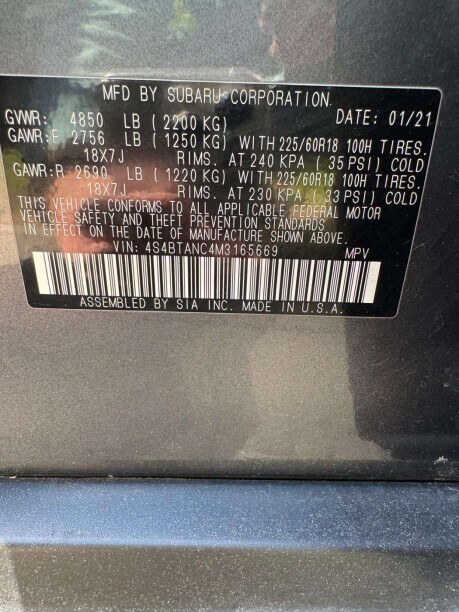 MFD BY SUBARU CORPORATION
GVWR: 4850 LB (2200 KG) DATE: 01/21
GAWR:F 2756 LB (1250 KG) WITH 225/60R18 100H TIRES.
18X7J RIMS. AT 240 KPA (35 PSI) COLD
GAWR:R 2690 LB (1220 KG) WITH 225/60R18 100H TIRES.
18X7J RIMS. AT 230 KPA (33 PSI) COLD
THIS VEHICLE CONFORMS TO ALL APPLICABLE FEDERAL MOTOR
VEHICLE SAFETY AND THEFT PREVENTION STANDARDS
IN EFFECT ON THE DATE OF MANUFACTURE SHOWN ABOVE.
VIN: 4S4BTANC4M3165669 MPV
ASSEMBLED BY SIA INC. MADE IN U.S.A.